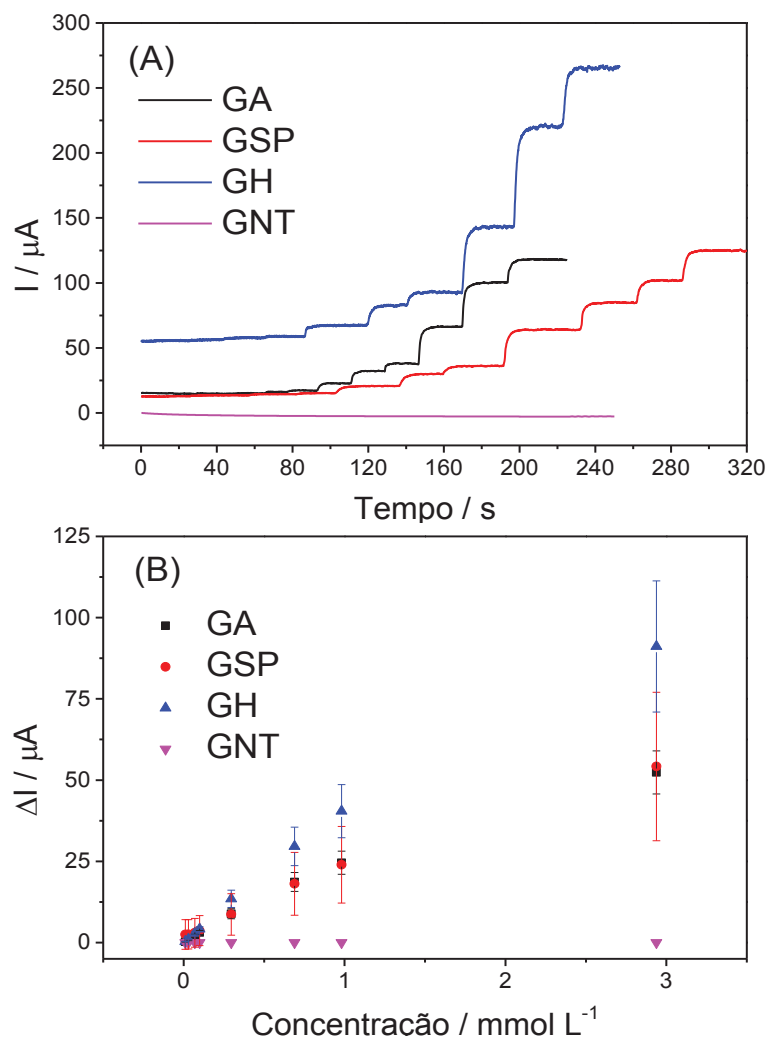 (A)
GA
GSP
GH
GNT
300
250
200
150
100
50
0
I / μA
0 40 80 120 160 200 240 280 320
Tempo / s
(B)
GA
GSP
GH
GNT
125
100
75
50
25
0
ΔI / μA
0 1 2 3
Concentração / mmol L⁻¹